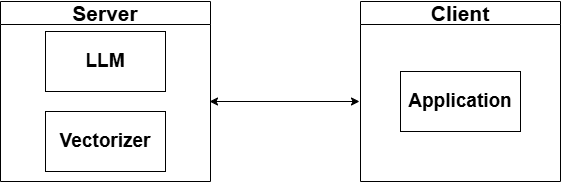 Server
LLM
Vectorizer
Client
Application